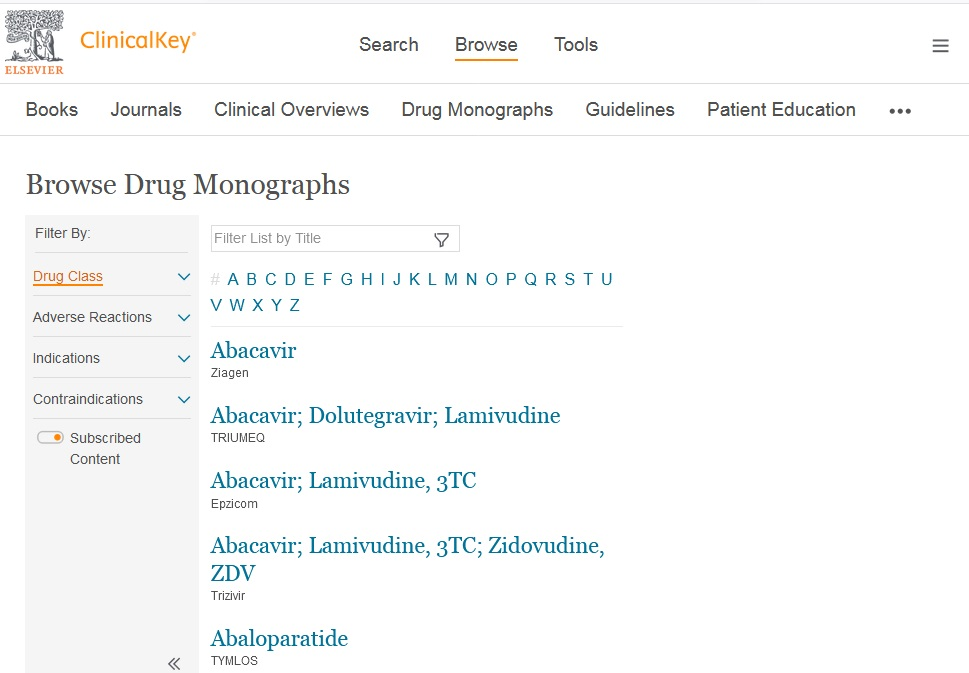 ELSEVIER
ClinicalKey®
Search Browse Tools
Books Journals Clinical Overviews Drug Monographs Guidelines Patient Education •••
Browse Drug Monographs
Filter By:
Drug Class
Adverse Reactions
Indications
Contraindications
Subscribed
Content
Filter List by Title
# A B C D E F G H I J K L M N O P Q R S T U
V W X Y Z
Abacavir
Ziagen
Abacavir; Dolutegravir; Lamivudine
TRIUMEQ
Abacavir; Lamivudine, 3TC
Epzicom
Abacavir; Lamivudine, 3TC; Zidovudine,
ZDV
Trizivir
Abaloparatide
TYMLOS